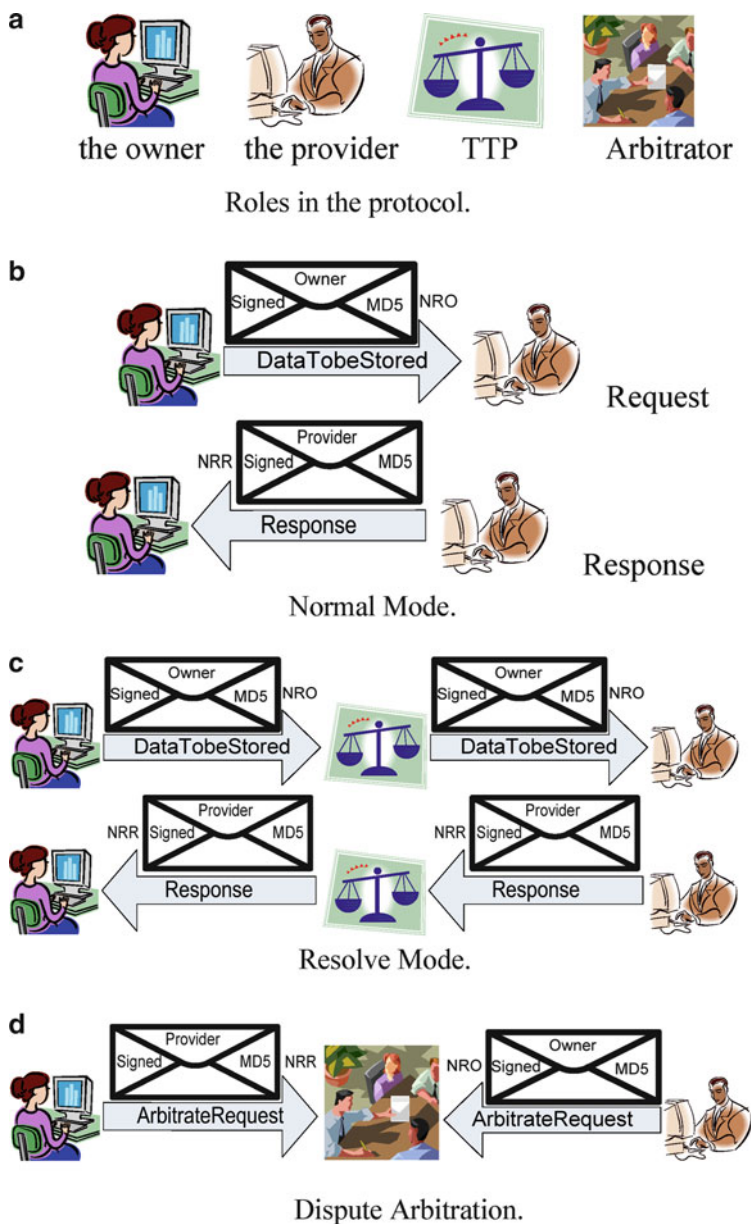 a
the owner the provider TTP Arbitrator
Roles in the protocol.
b
Owner
Signed MD5 NRO
DataTobeStored
Request
Provider
NRR Signed MD5
Response
Response
Normal Mode.
c
Owner Owner
Signed MD5 NRO Signed MD5 NRO
DataTobeStored DataTobeStored
Provider Provider
NRR Signed MD5 NRR Signed MD5
Response Response
Resolve Mode.
d
Provider Owner
Signed MD5 NRR NRO Signed MD5
ArbitrateRequest ArbitrateRequest
Dispute Arbitration.